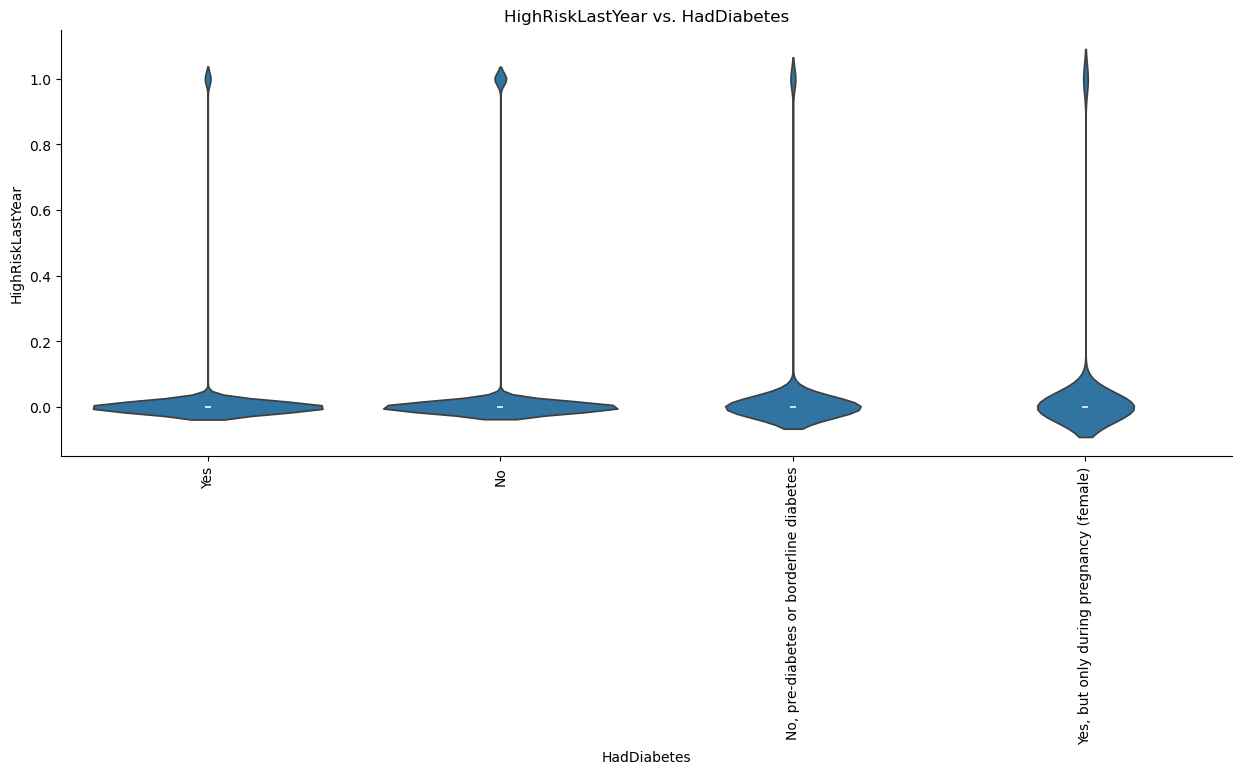 HighRiskLastYear vs. HadDiabetes
HighRiskLastYear
1.0
0.8
0.6
0.4
0.2
0.0
Yes
No
No, pre-diabetes or borderline diabetes
Yes, but only during pregnancy (female)
HadDiabetes